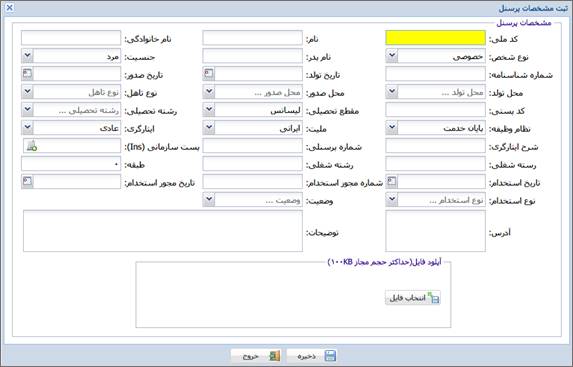 ثبت مشخصات پرسنل
مشخصات پرسنل
کد ملی: نام: نام خانوادگی:
نوع شخص: خصوصی نام پدر: جنسیت: مرد
شماره شناسنامه: تاریخ تولد: تاریخ صدور:
محل تولد: محل تولد ... محل صدور: محل صدور ... نوع تاهل: نوع تاهل
کد پستی: مقطع تحصیلی: لیسانس رشته تحصیلی: رشته تحصیلی ...
نظام وظیفه: پایان خدمت ملیت: ایرانی ایثارگری: عادی
شرح ایثارگری: شماره پرسنلی: پست سازمانی (Ins):
رسته شغلی: رشته شغلی: طبقه: ۰
تاریخ استخدام: شماره مجوز استخدام: تاریخ مجوز استخدام:
نوع استخدام: نوع استخدام ... وضعیت: وضعیت ...
آدرس: توضیحات:
آپلود فایل(حداکثر حجم مجاز ۱۰۰KB)
انتخاب فایل
ذخیره خروج